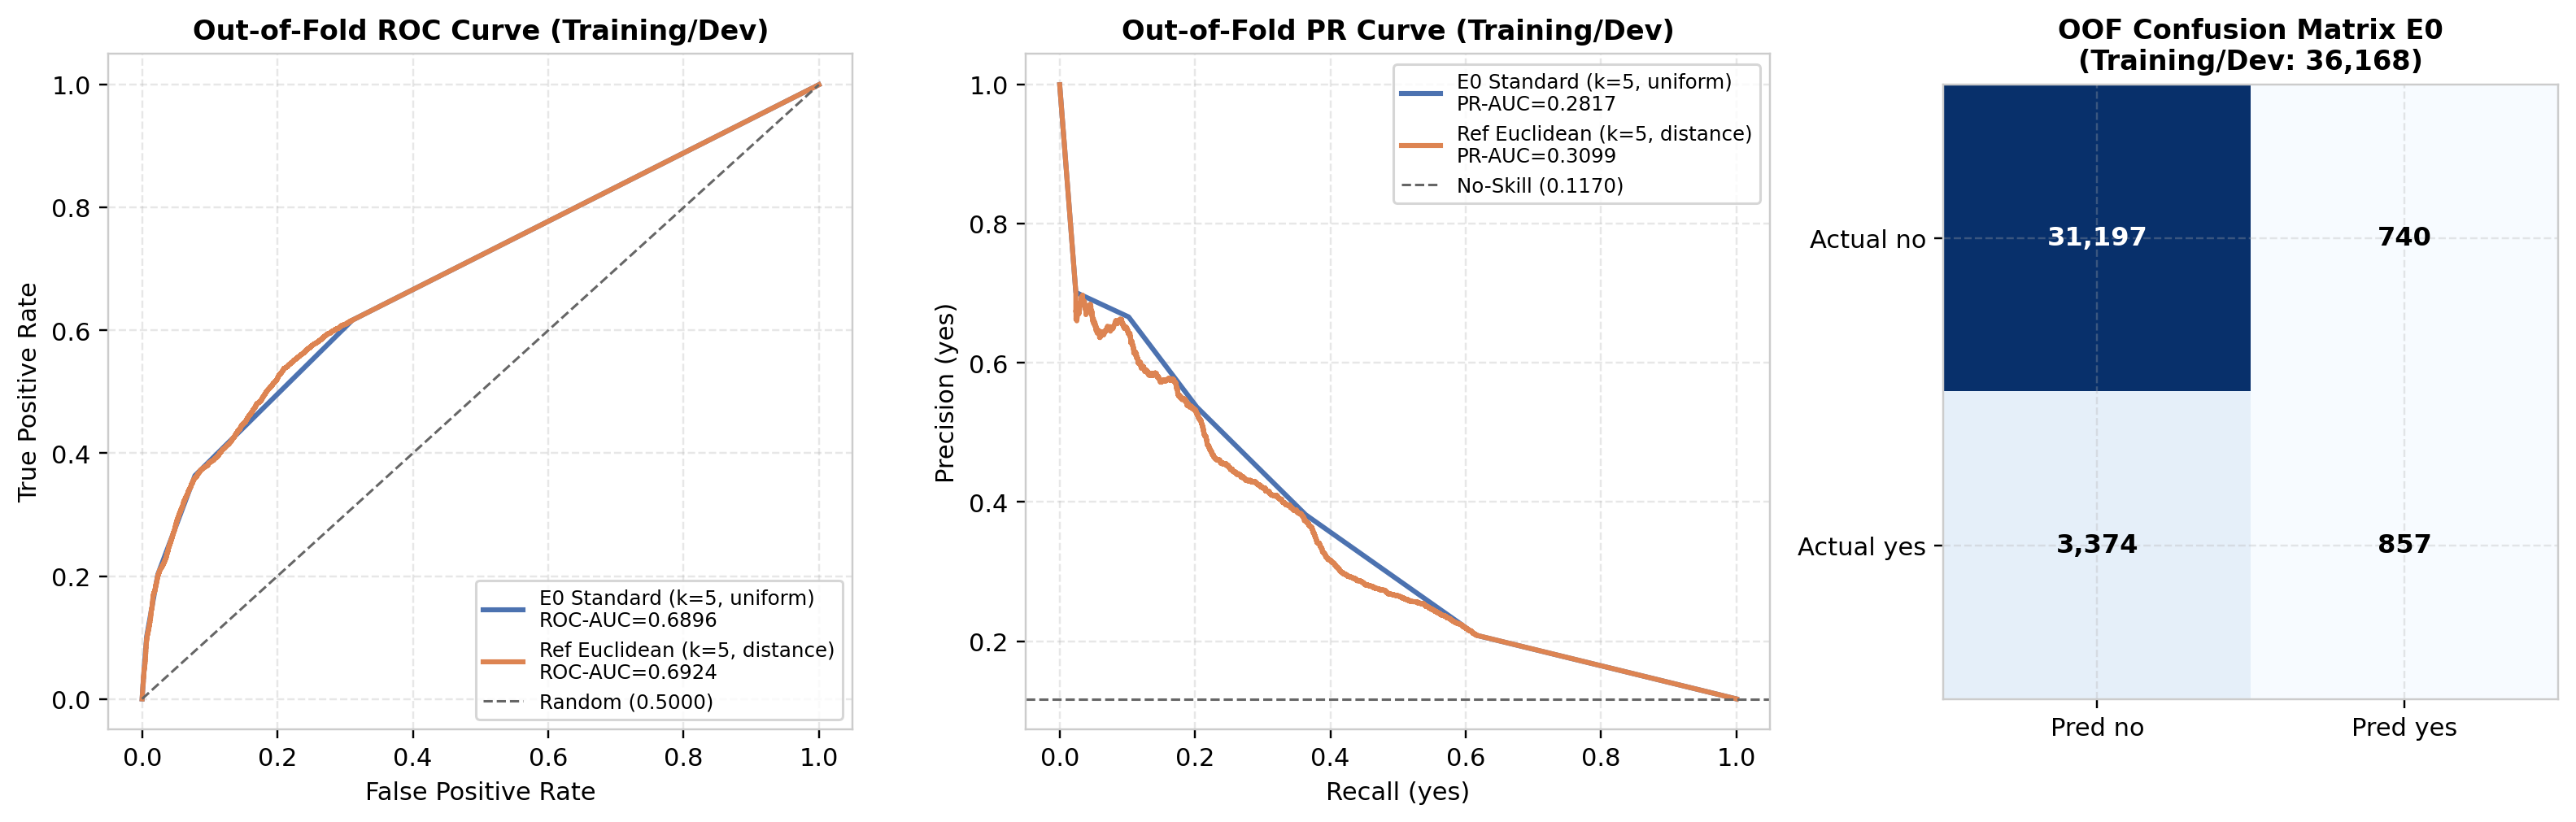 Out-of-Fold ROC Curve (Training/Dev)
True Positive Rate
1.0
0.8
0.6
0.4
0.2
0.0
E0 Standard (k=5, uniform)
ROC-AUC=0.6896
Ref Euclidean (k=5, distance)
ROC-AUC=0.6924
Random (0.5000)
0.0 0.2 0.4 0.6 0.8 1.0
False Positive Rate
Out-of-Fold PR Curve (Training/Dev)
Precision (yes)
1.0
0.8
0.6
0.4
0.2
E0 Standard (k=5, uniform)
PR-AUC=0.2817
Ref Euclidean (k=5, distance)
PR-AUC=0.3099
No-Skill (0.1170)
0.0 0.2 0.4 0.6 0.8 1.0
Recall (yes)
OOF Confusion Matrix E0
(Training/Dev: 36,168)
Actual no 31,197 740
Actual yes 3,374 857
Pred no Pred yes